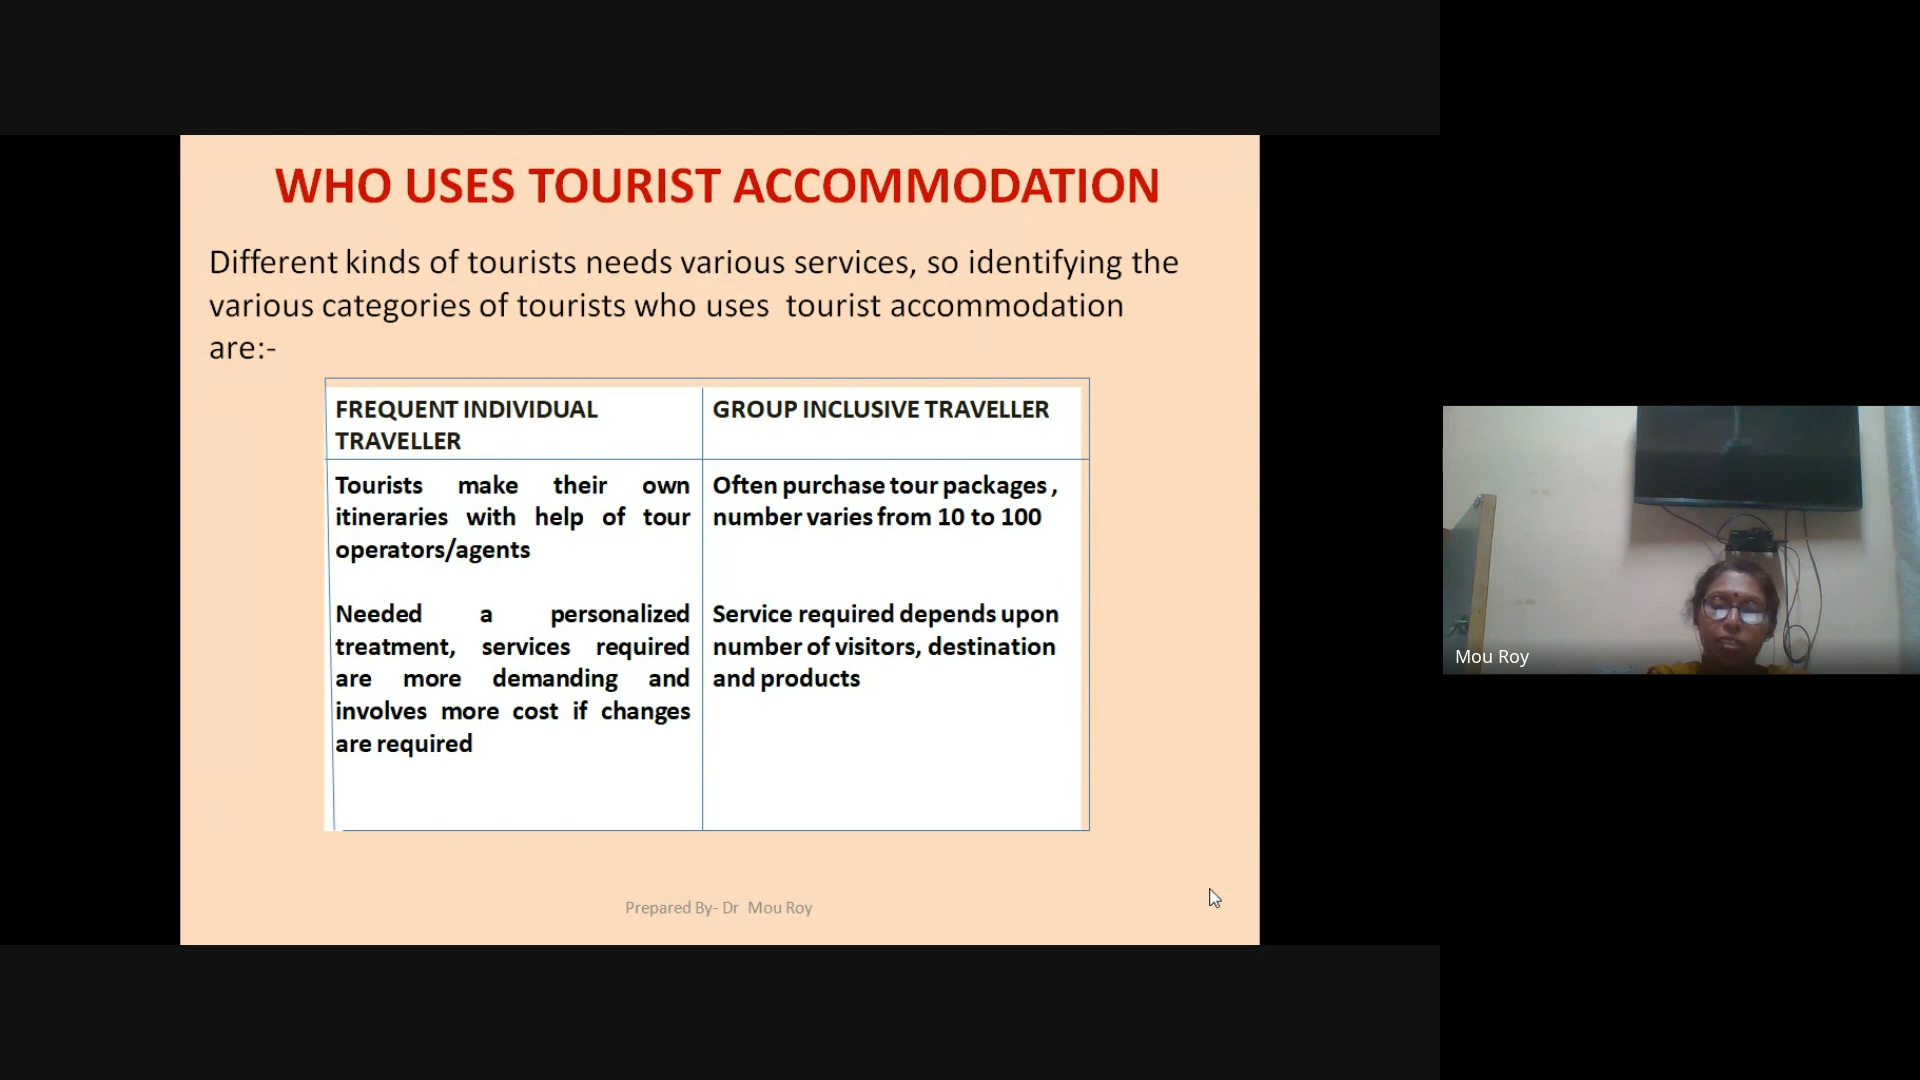 WHO USES TOURIST ACCOMMODATION
Different kinds of tourists needs various services, so identifying the
various categories of tourists who uses tourist accommodation
are:-
FREQUENT INDIVIDUAL
TRAVELLER
Tourists make their own
itineraries with help of tour
operators/agents
Needed a personalized
treatment, services required
are more demanding and
involves more cost if changes
are required
GROUP INCLUSIVE TRAVELLER
Often purchase tour packages ,
number varies from 10 to 100
Service required depends upon
number of visitors, destination
and products
Prepared By- Dr Mou Roy
Mou Roy